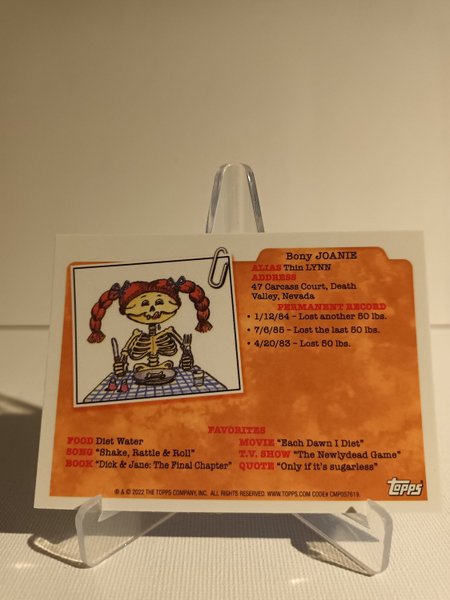 Bony JOANIE
ALIAS Thin LYNN
ADDRESS
47 Carcass Court, Death
Valley, Nevada
PERMANENT RECORD
• 1/12/84 – Lost another 50 lbs.
• 7/6/85 – Lost the last 50 lbs.
• 4/20/83 – Lost 50 lbs.
FAVORITES
FOOD Diet Water
SONG "Shake, Rattle & Roll"
BOOK "Dick & Jane: The Final Chapter"
MOVIE "Each Dawn I Diet"
T.V. SHOW "The Newlydead Game"
QUOTE "Only if it's sugarless"
® & © 2022 THE TOPPS COMPANY, INC. ALL RIGHTS RESERVED. WWW.TOPPS.COM CODE# CMP057619.
Topps